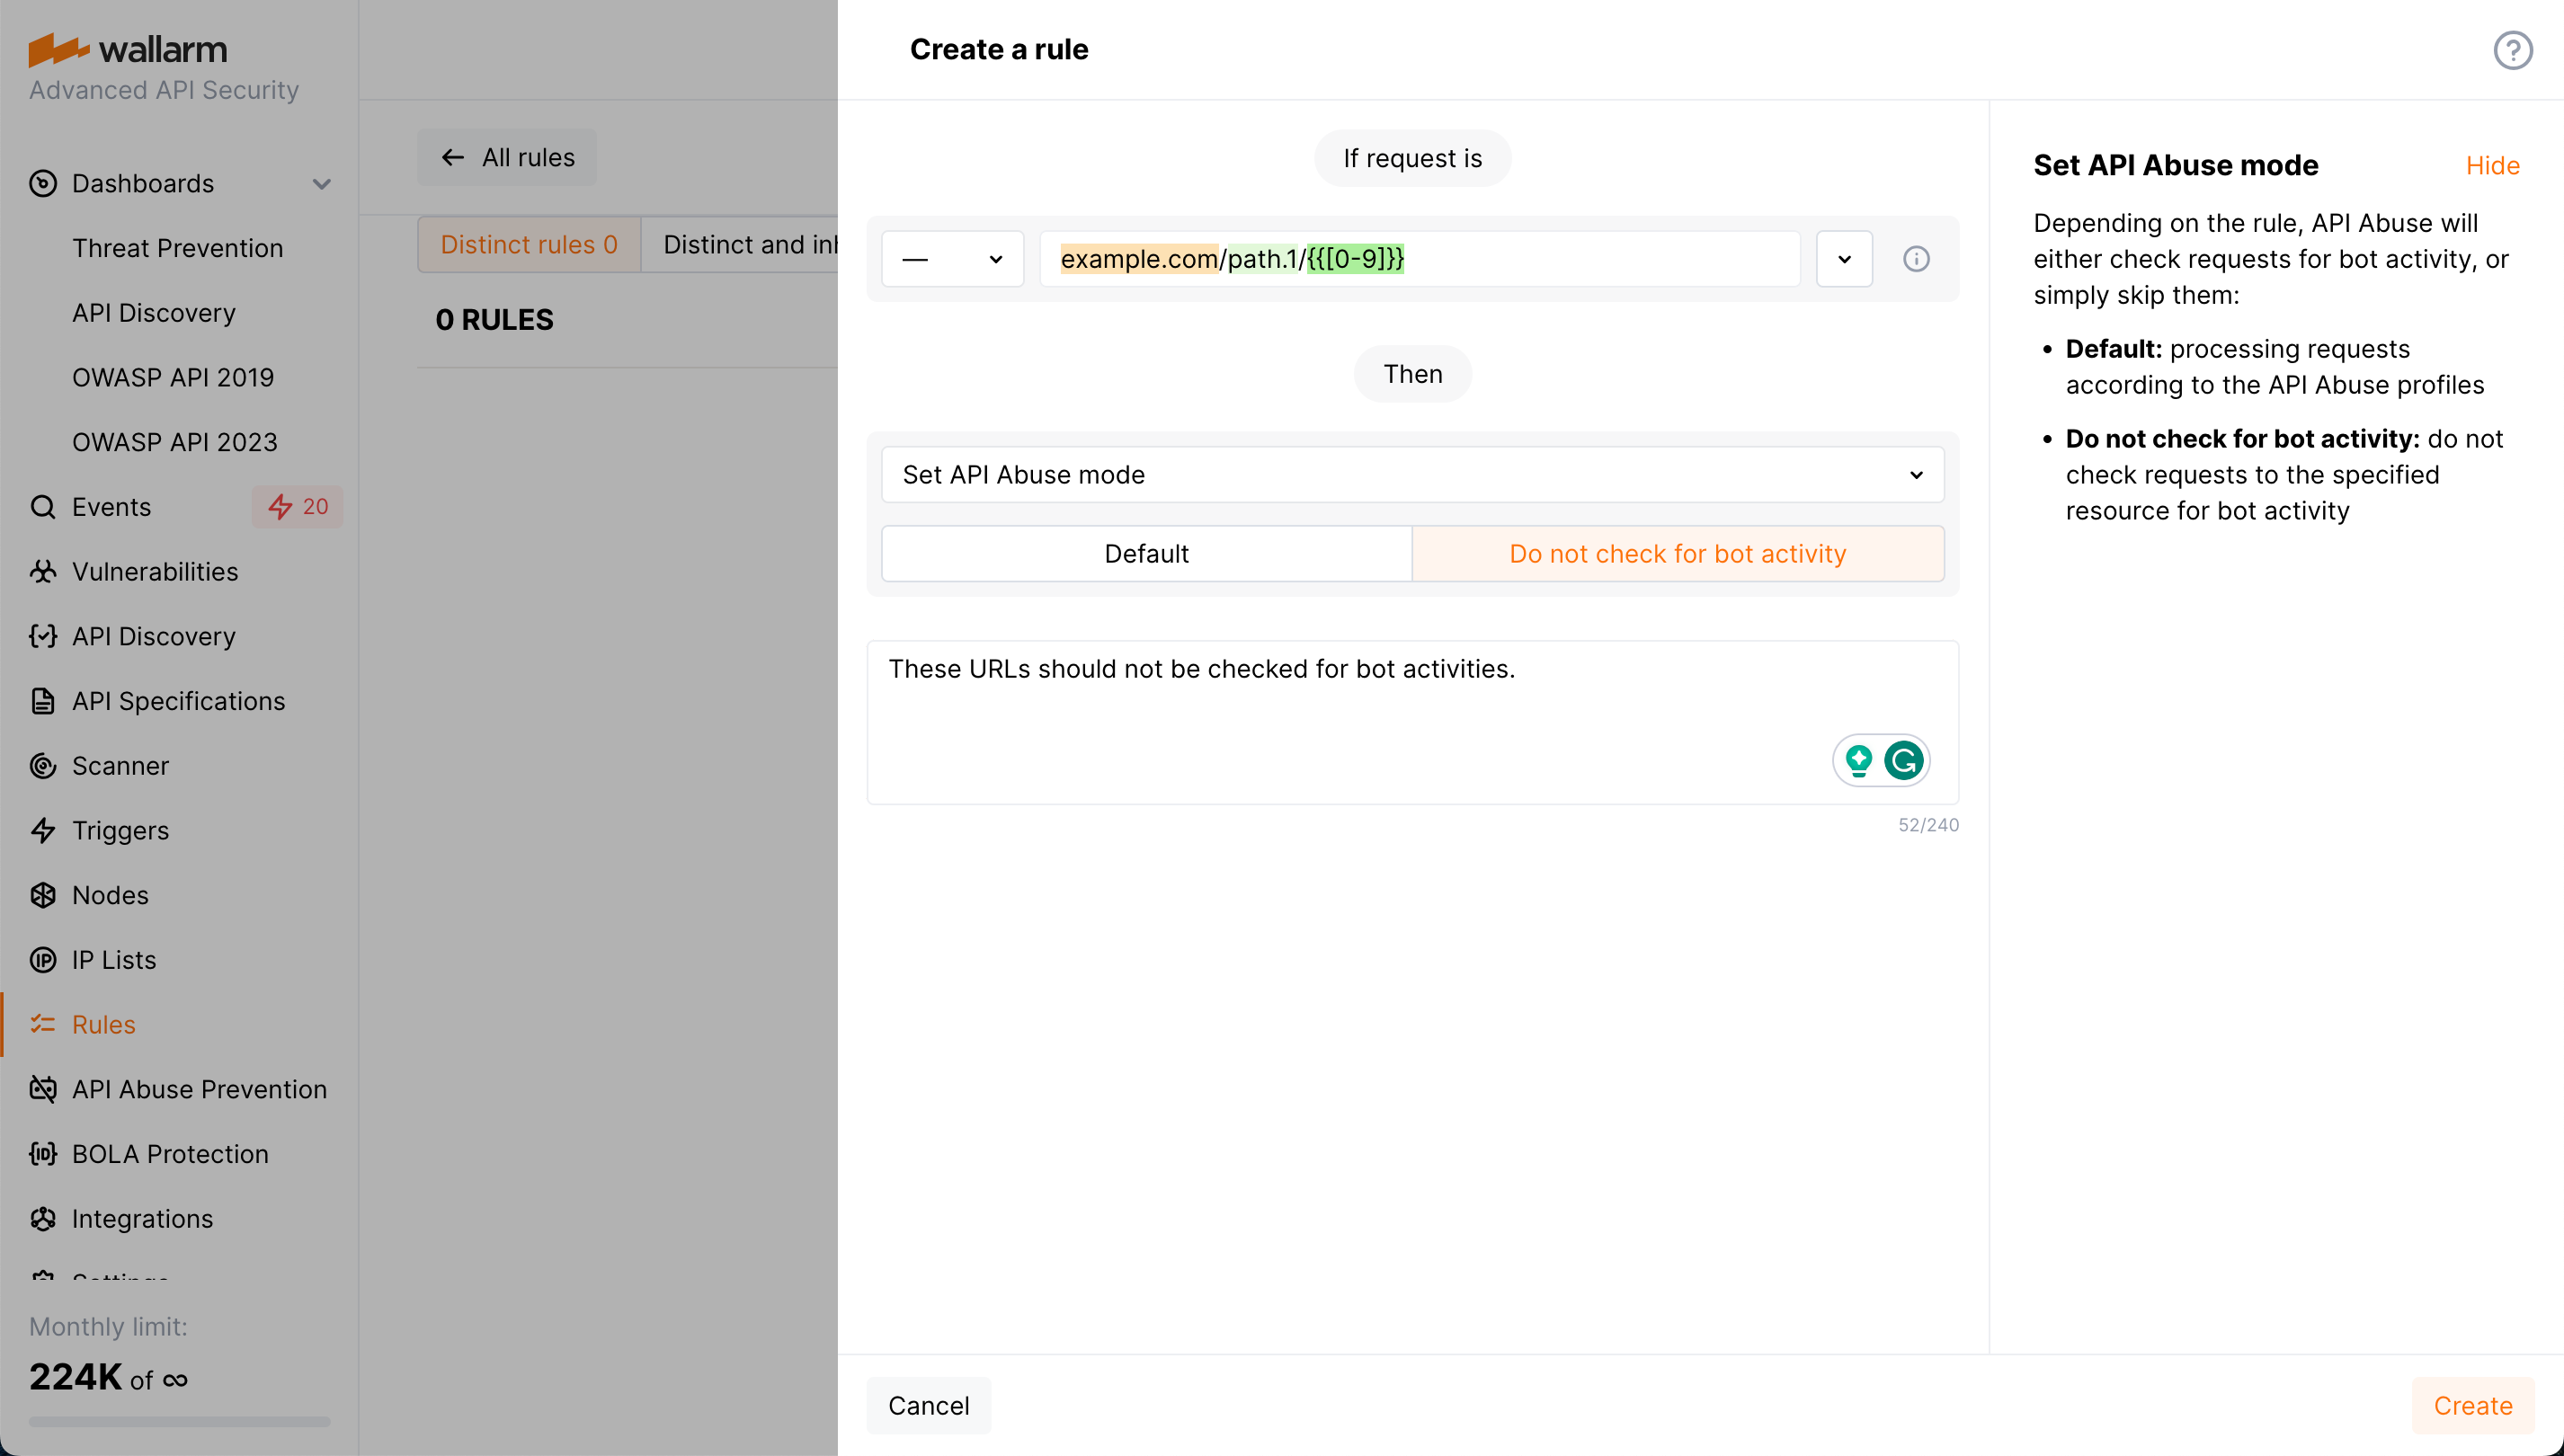 wallarm
Advanced API Security
Dashboards
Threat Prevention
API Discovery
OWASP API 2019
OWASP API 2023
Events
20
Vulnerabilities
API Discovery
API Specifications
Scanner
Triggers
Nodes
IP Lists
Rules
API Abuse Prevention
BOLA Protection
Integrations
Monthly limit:
224K of ∞
All rules
Distinct rules 0
Distinct and inh
0 RULES
Create a rule
If request is
—
example.com/path.1/{{[0-9]}}
Then
Set API Abuse mode
Default
Do not check for bot activity
These URLs should not be checked for bot activities.
52/240
Cancel
Create
Set API Abuse mode
Hide
Depending on the rule, API Abuse will
either check requests for bot activity, or
simply skip them:
• Default: processing requests
according to the API Abuse profiles
• Do not check for bot activity: do not
check requests to the specified
resource for bot activity